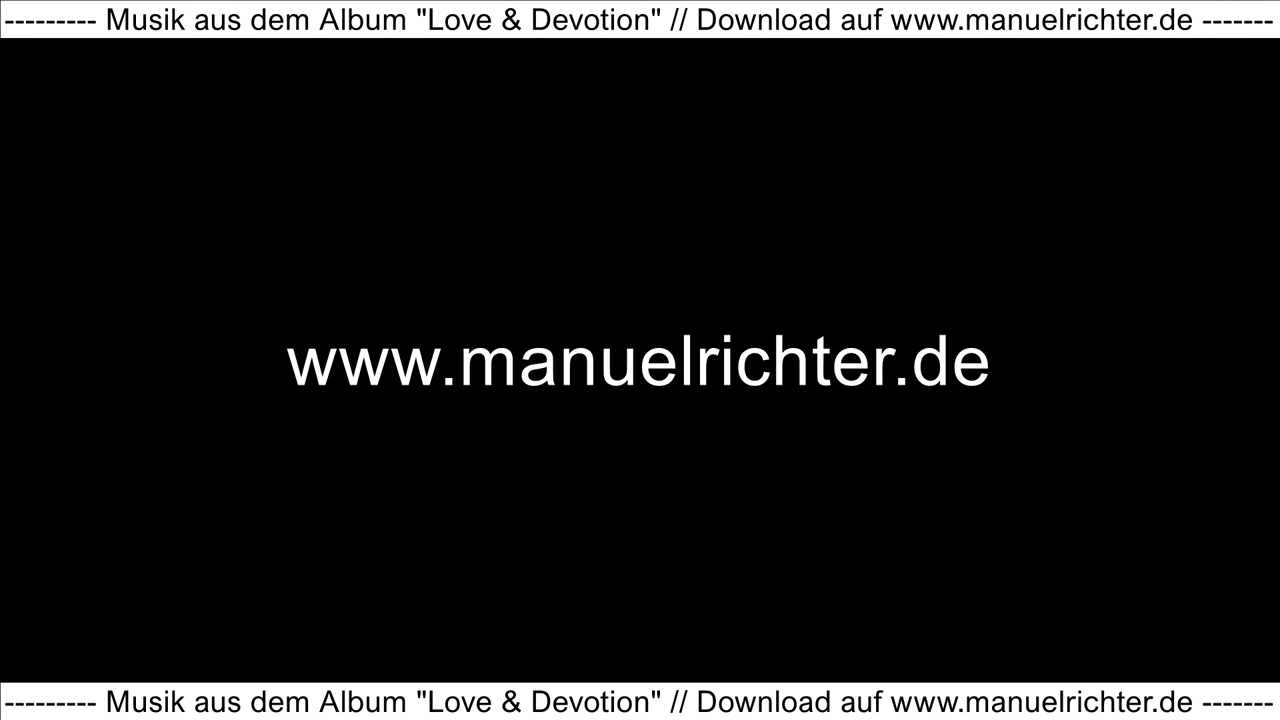 --------- Musik aus dem Album "Love & Devotion" // Download auf www.manuelrichter.de -------
www.manuelrichter.de
--------- Musik aus dem Album "Love & Devotion" // Download auf www.manuelrichter.de -------